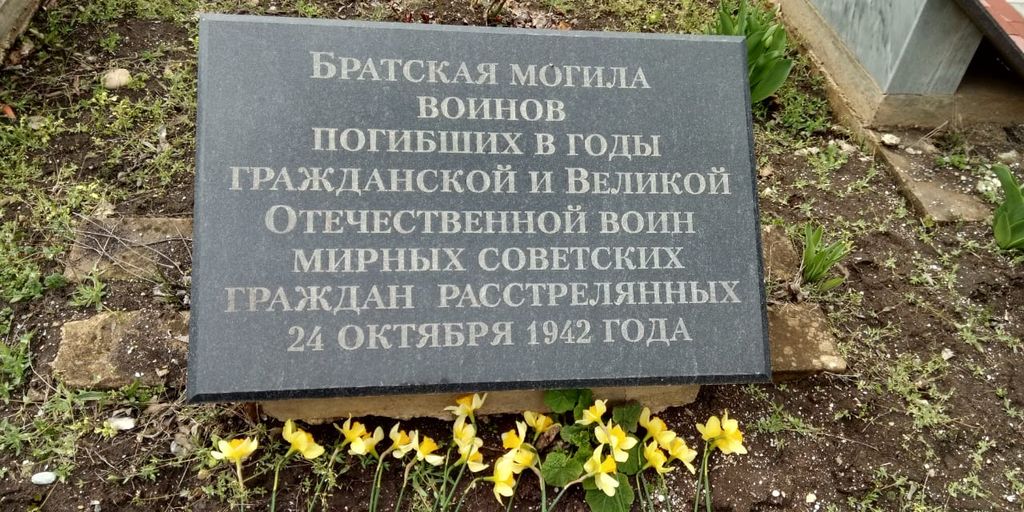 Братская могила
воинов
погибших в годы
гражданской и Великой
Отечественной воин
мирных советских
граждан расстрелянных
24 октября 1942 года